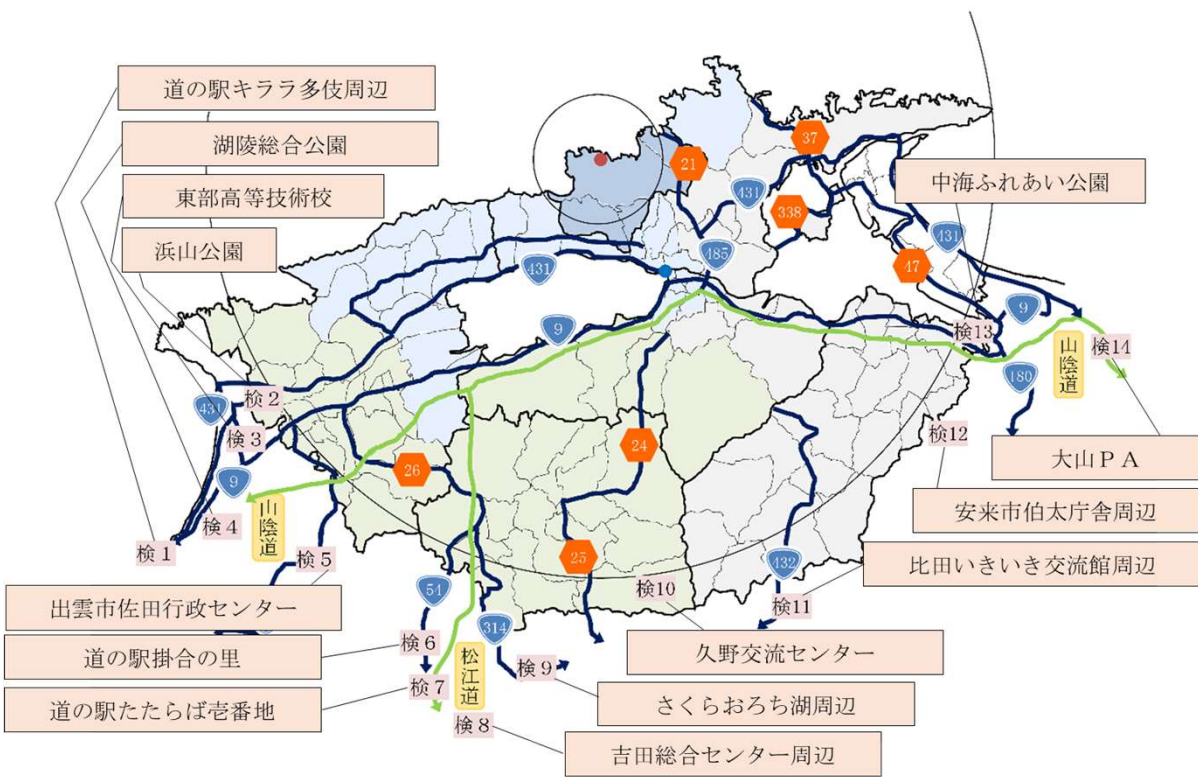 道の駅キララ多伎周辺
湖陵総合公園
東部高等技術校
浜山公園
37
21
431
338
中海ふれあい公園
431
485
47
431
9
9
検13
山陰道
検14
180
検2
431
検3
24
検12
26
9
大山PA
検4
山陰道
安来市伯太庁舎周辺
検1
検5
25
432
比田いきいき交流館周辺
出雲市佐田行政センター
54
検10
検11
314
道の駅掛合の里
検6
久野交流センター
松江道
検9
道の駅たたらば壱番地
検7
さくらおろち湖周辺
検8
吉田総合センター周辺